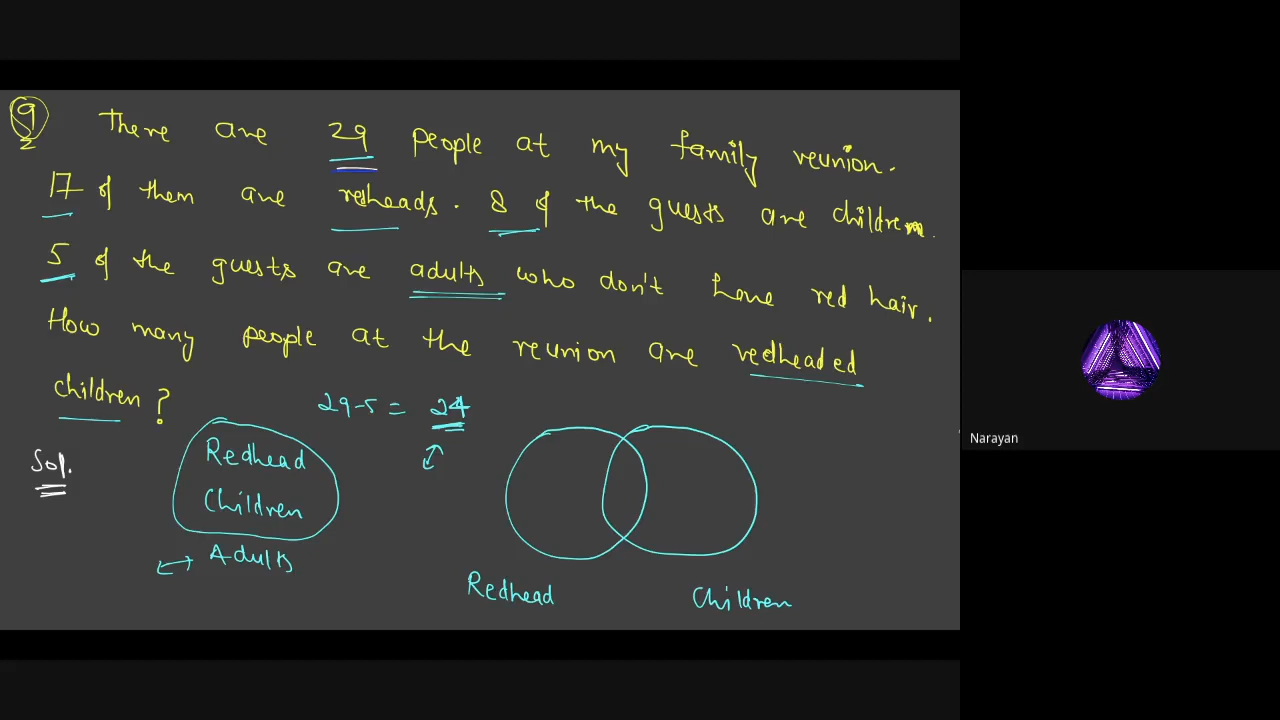 9
There are 29 people at my family reunion.
17 of them are redheads. 8 of the guests are children.
5 of the guests are adults who don't have red hair.
How many people at the reunion are redheaded
children?
29-5 = 24
Sol.
Redhead
Children
Adults
Redhead
Children
Narayan